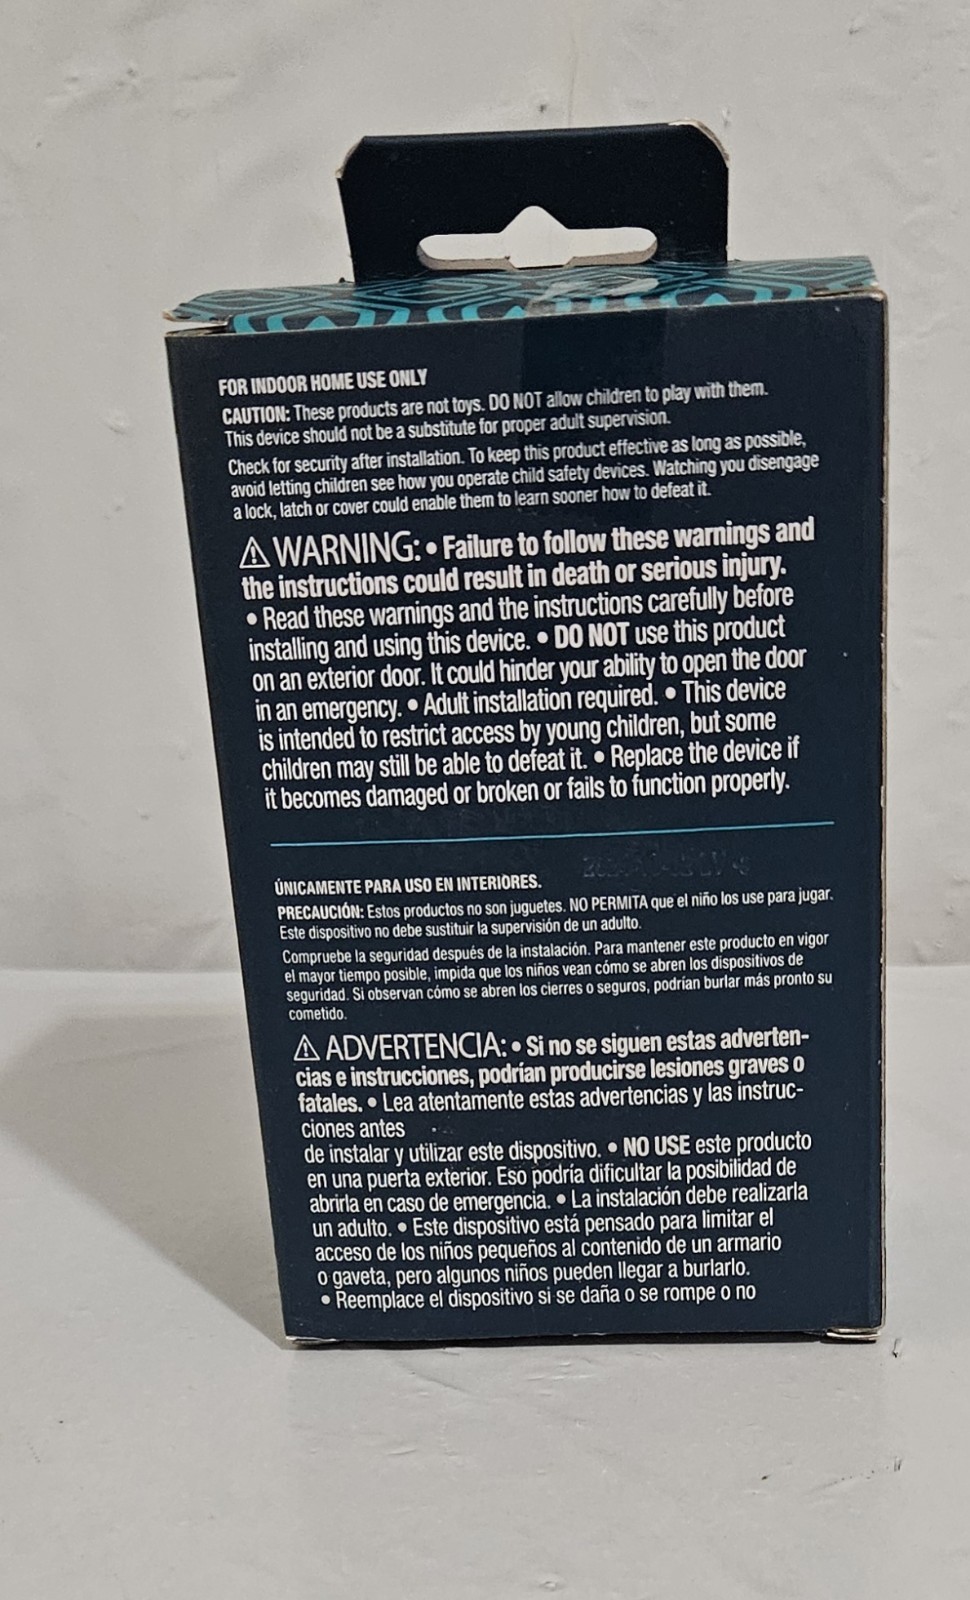 FOR INDOOR HOME USE ONLY
CAUTION: These products are not toys. DO NOT allow children to play with them.
This device should not be a substitute for proper adult supervision.
Check for security after installation. To keep this product effective as long as possible,
avoid letting children see how you operate child safety devices. Watching you disengage
a lock, latch or cover could enable them to learn sooner how to defeat it.
⚠ WARNING: • Failure to follow these warnings and
the instructions could result in death or serious injury.
• Read these warnings and the instructions carefully before
installing and using this device. • DO NOT use this product
on an exterior door. It could hinder your ability to open the door
in an emergency. • Adult installation required. • This device
is intended to restrict access by young children, but some
children may still be able to defeat it. • Replace the device if
it becomes damaged or broken or fails to function properly.
ÚNICAMENTE PARA USO EN INTERIORES.
PRECAUCIÓN: Estos productos no son juguetes. NO PERMITA que el niño los use para jugar.
Este dispositivo no debe sustituir la supervisión de un adulto.
Compruebe la seguridad después de la instalación. Para mantener este producto en vigor
el mayor tiempo posible, impida que los niños vean cómo se abren los dispositivos de
seguridad. Si observan cómo se abren los cierres o seguros, podrían burlar más pronto su
cometido.
⚠ ADVERTENCIA: • Si no se siguen estas adverten-
cias e instrucciones, podrían producirse lesiones graves o
fatales. • Lea atentamente estas advertencias y las instruc-
ciones antes
de instalar y utilizar este dispositivo. • NO USE este producto
en una puerta exterior. Eso podría dificultar la posibilidad de
abrirla en caso de emergencia. • La instalación debe realizarla
un adulto. • Este dispositivo está pensado para limitar el
acceso de los niños pequeños al contenido de un armario
o gaveta, pero algunos niños pueden llegar a burlarlo.
• Reemplace el dispositivo si se daña o se rompe o no